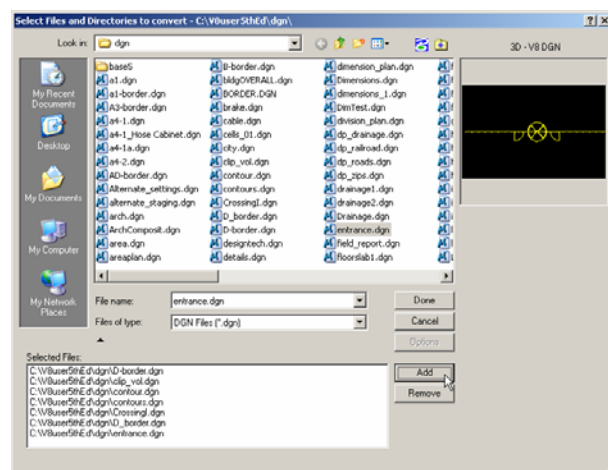 Select Files and Directories to convert - C:\V8user5thEd\dgn\
Look in: dgn
3D - V8 DGN
My Recent Documents
Desktop
My Documents
My Computer
My Network Places
baseS
a1.dgn
a1-border.dgn
A3-border.dgn
a4-1.dgn
a4-1_Hose Cabinet.dgn
a4-1a.dgn
a4-2.dgn
AD-border.dgn
Alternate_settings.dgn
alternate_staging.dgn
arch.dgn
ArchComposit.dgn
area.dgn
areaplan.dgn
B-border.dgn
bldgOVERALL.dgn
BORDER.DGN
brake.dgn
cable.dgn
cells_01.dgn
city.dgn
clip_vol.dgn
contour.dgn
contours.dgn
CrossingI.dgn
D_border.dgn
D-border.dgn
designtech.dgn
details.dgn
dimension_plan.dgn
Dimensions.dgn
dimensions_1.dgn
DimTest.dgn
division_plan.dgn
dp_drainage.dgn
dp_railroad.dgn
dp_roads.dgn
dp_zips.dgn
drainage1.dgn
drainage2.dgn
Drainage.dgn
entrance.dgn
field_report.dgn
floorslab1.dgn
File name: entrance.dgn
Files of type: DGN Files (*.dgn)
Done
Cancel
Options
Selected Files:
C:\V8user5thEd\dgn\D-border.dgn
C:\V8user5thEd\dgn\clip_vol.dgn
C:\V8user5thEd\dgn\contour.dgn
C:\V8user5thEd\dgn\contours.dgn
C:\V8user5thEd\dgn\CrossingI.dgn
C:\V8user5thEd\dgn\D_border.dgn
C:\V8user5thEd\dgn\entrance.dgn
Add
Remove